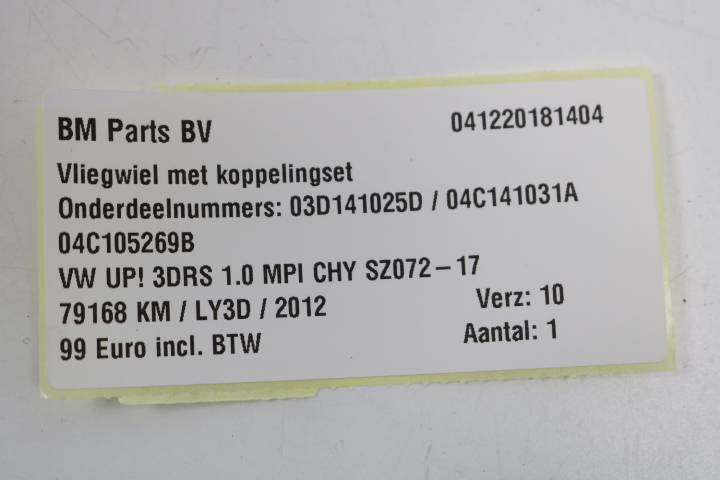 BM Parts BV 041220181404
Vliegwiel met koppelingset
Onderdeelnummers: 03D141025D / 04C141031A
04C105269B
VW UP! 3DRS 1.0 MPI CHY SZ072-17
79168 KM / LY3D / 2012 Verz: 10
99 Euro incl. BTW Aantal: 1